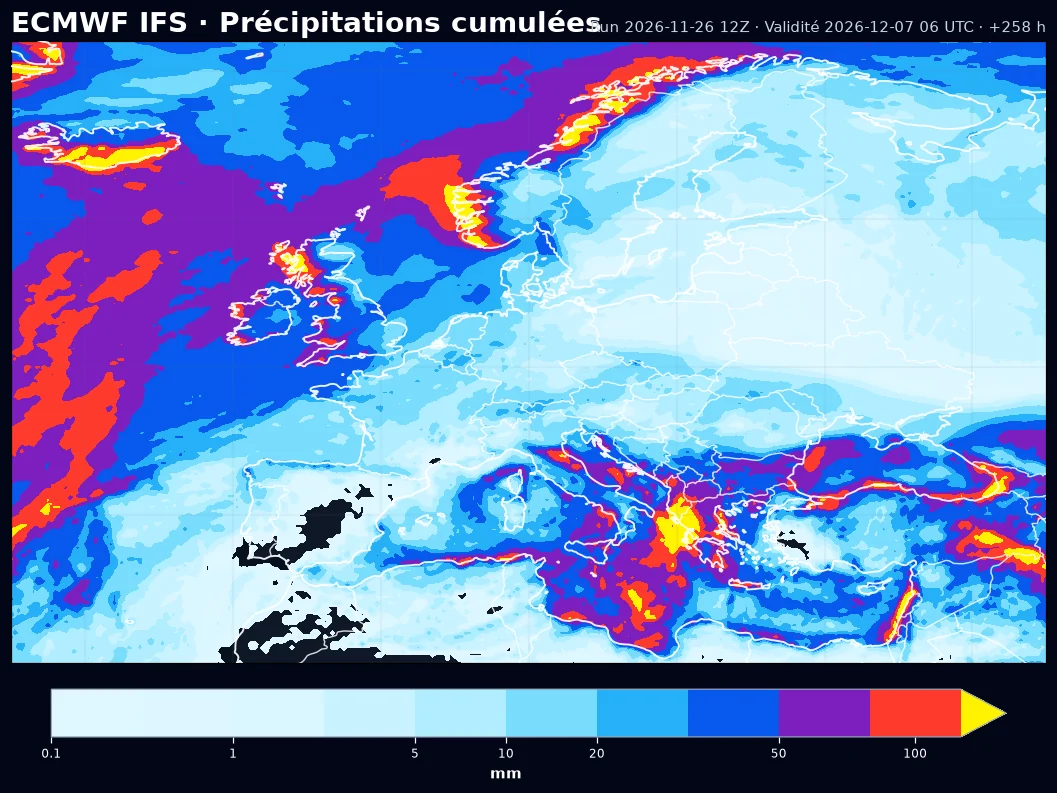 ECMWF IFS · Précipitations cumulées
Run 2026-11-26 12Z · Validité 2026-12-07 06 UTC · +258 h
0.1 1 5 10 20 50 100
mm